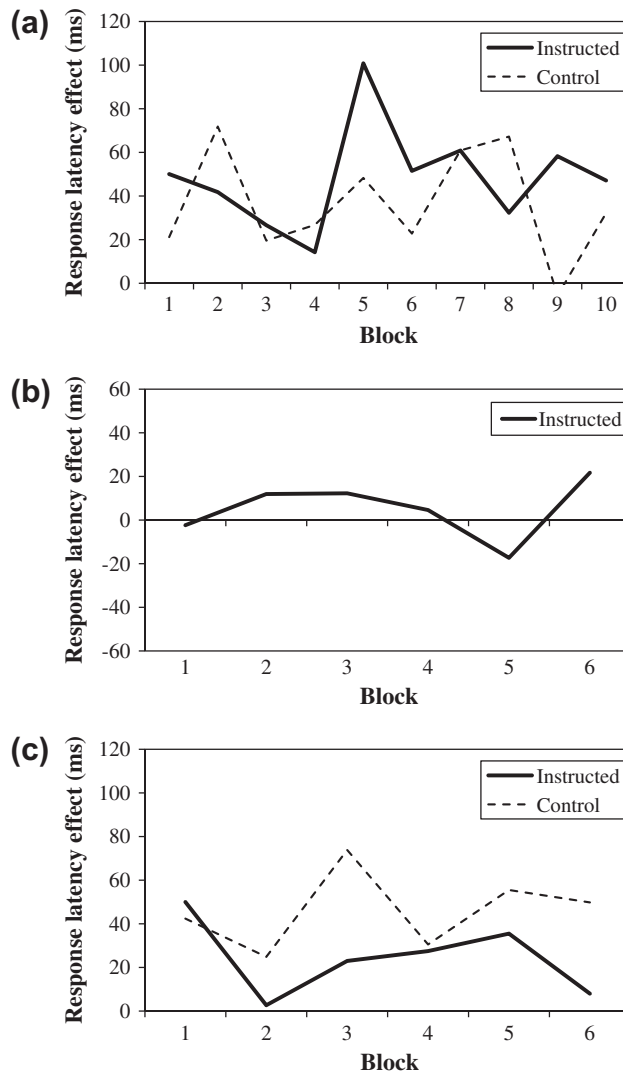 (a)
Response latency effect (ms)
120
100
80
60
40
20
0
Instructed
Control
1 2 3 4 5 6 7 8 9 10
Block
(b)
Response latency effect (ms)
60
40
20
0
-20
-40
-60
Instructed
1 2 3 4 5 6
Block
(c)
Response latency effect (ms)
120
100
80
60
40
20
0
Instructed
Control
1 2 3 4 5 6
Block